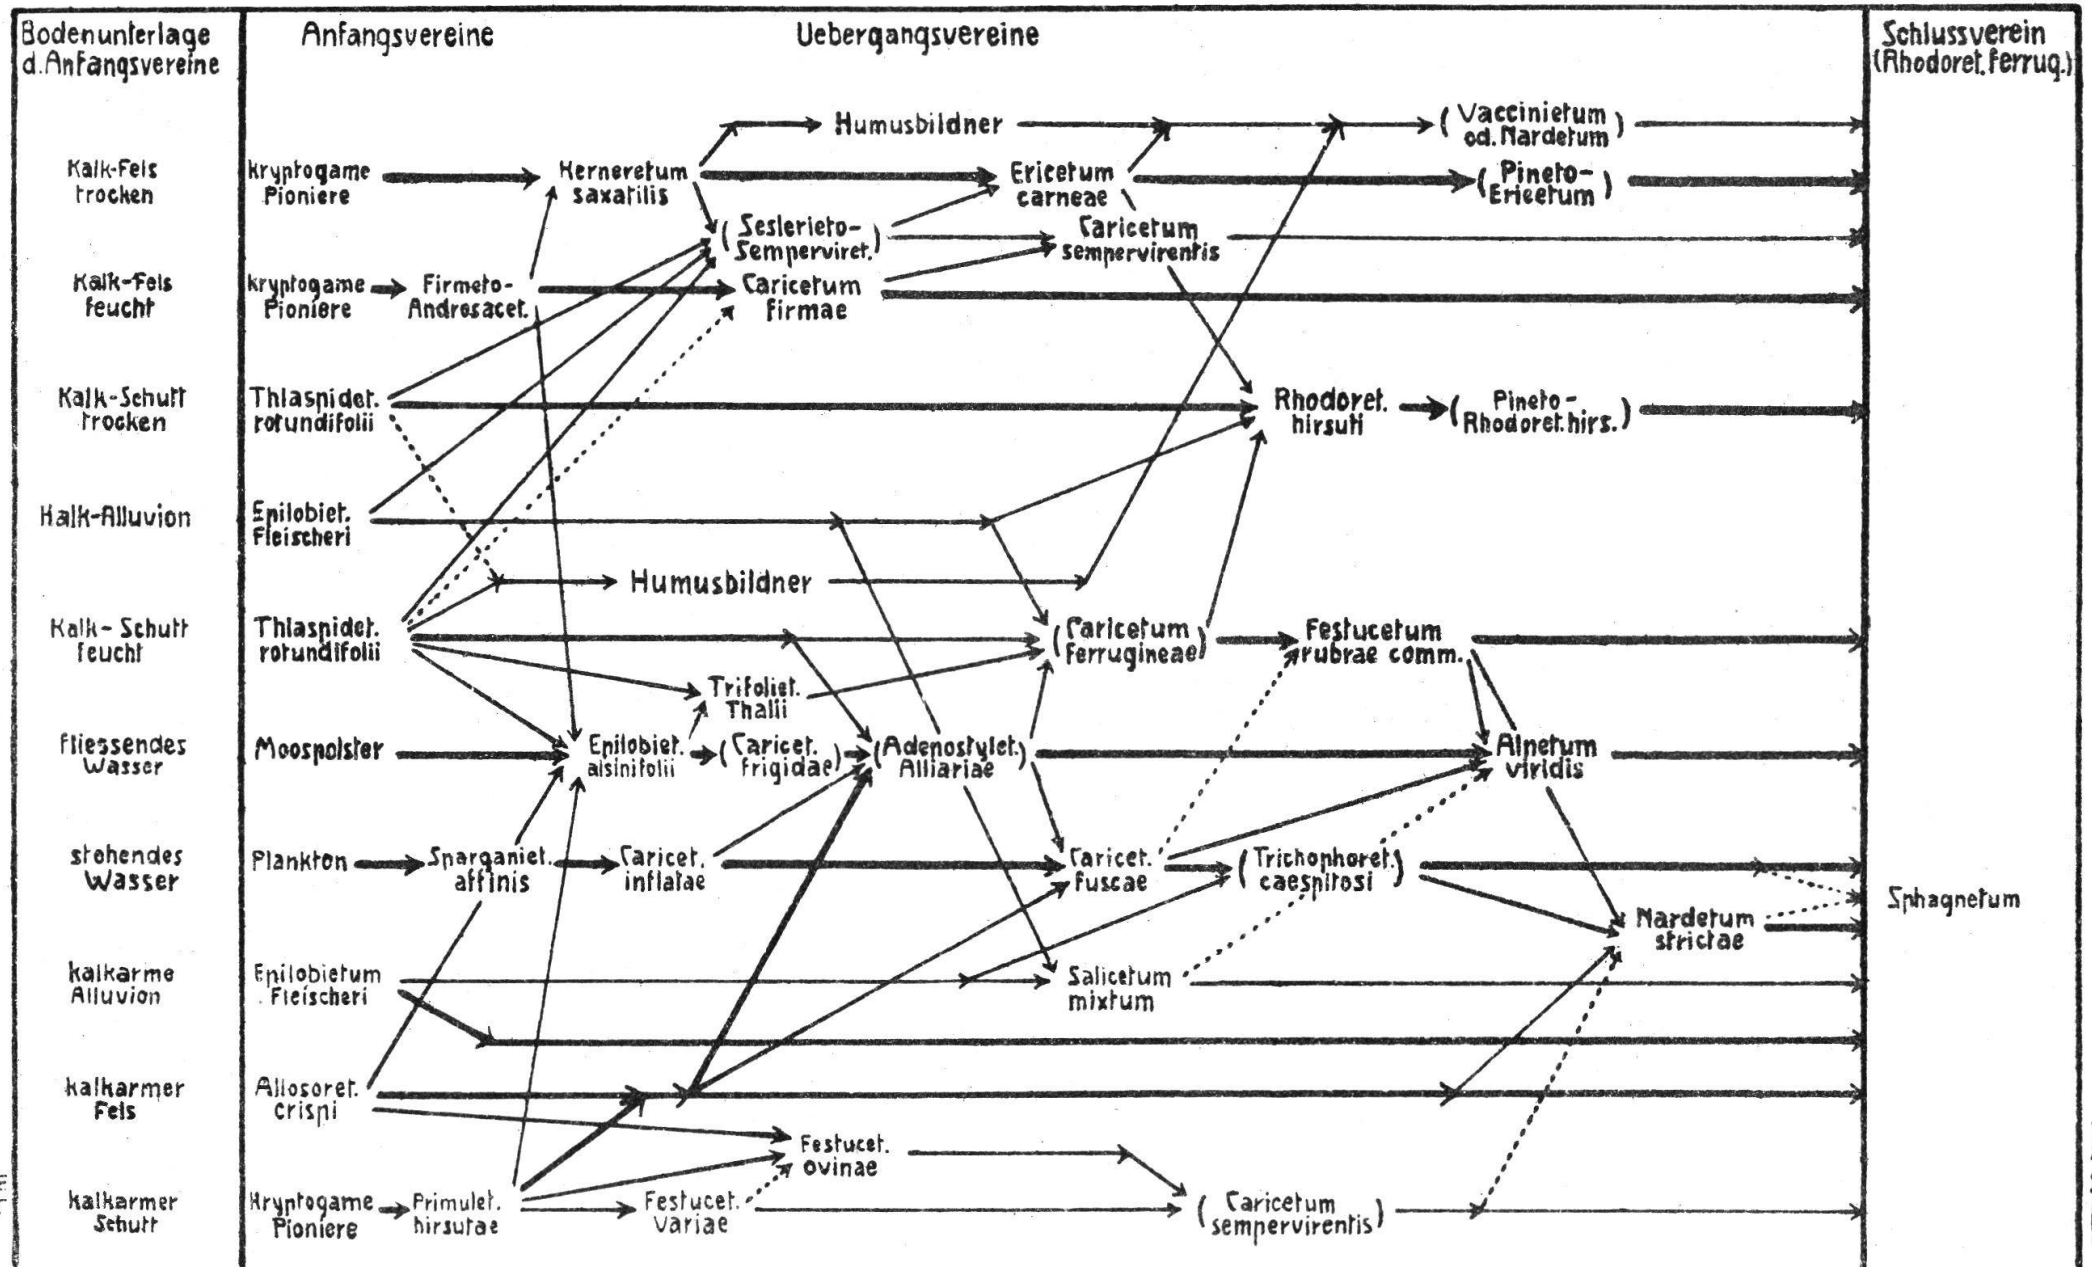 Bodenunterlage
d. Anfangsvereine
Anfangsvereine
Uebergangsvereine
Schlussverein
(Rhodoret. ferrug.)
Humusbildner
(Vaccinietum
od. Nardetum)
Kalk-Fels
trocken
kryptogame
Pioniere
Kerneretum
saxatilis
Ericetum
carneae
(Pineto-
Ericetum)
(Seslerieto-
Semperviret.)
Caricetum
sempervirentis
Kalk-Fels
feucht
kryptogame
Pioniere
Firmeto-
Androsacet.
Caricetum
firmae
Kalk-Schutt
trocken
Thlaspidet.
rotundifolii
Rhodoret.
hirsuti
(Pineto-
Rhodoret. hirs.)
Kalk-Alluvion
Epilobiet.
Fleischeri
Humusbildner
Kalk-Schutt
feucht
Thlaspidet.
rotundifolii
(Caricetum
ferrugineae)
Festucetum
rubrae comm.
Trifoliet.
Thalii
fliessendes
Wasser
Moospolster
Epilobiet.
alsinifolii
(Caricet.
frigidae)
(Adenostylet.
Alliariae)
Alnetum
viridis
stehendes
Wasser
Plankton
Sparganiet.
affinis
Caricet.
inflatae
Caricet.
fuscae
(Trichophoret.
caespitosi)
Sphagnetum
Nardetum
strictae
kalkarme
Alluvion
Epilobietum
Fleischeri
Salicetum
mixtum
kalkarmer
Fels
Allosoret.
crispi
Festucet.
ovinae
kalkarmer
Schutt
Kryptogame
Pioniere
Primulet.
hirsutae
Festucet.
variae
(Caricetum
sempervirentis)